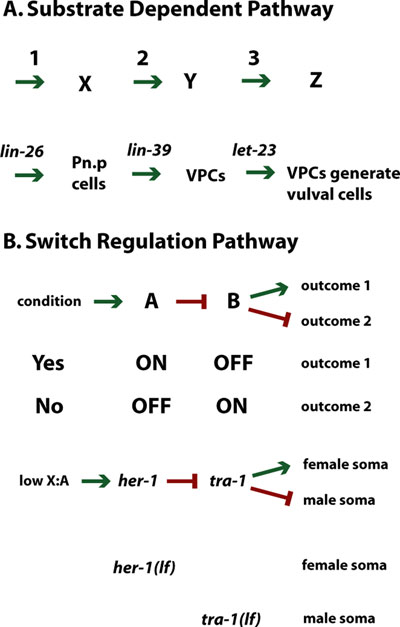 A. Substrate Dependent Pathway
1 2 3
X Y Z
lin-26 Pn.p cells lin-39 VPCs let-23 VPCs generate vulval cells
B. Switch Regulation Pathway
condition A B outcome 1
outcome 2
Yes ON OFF outcome 1
No OFF ON outcome 2
low X:A her-1 tra-1 female soma
male soma
her-1(lf) female soma
tra-1(lf) male soma